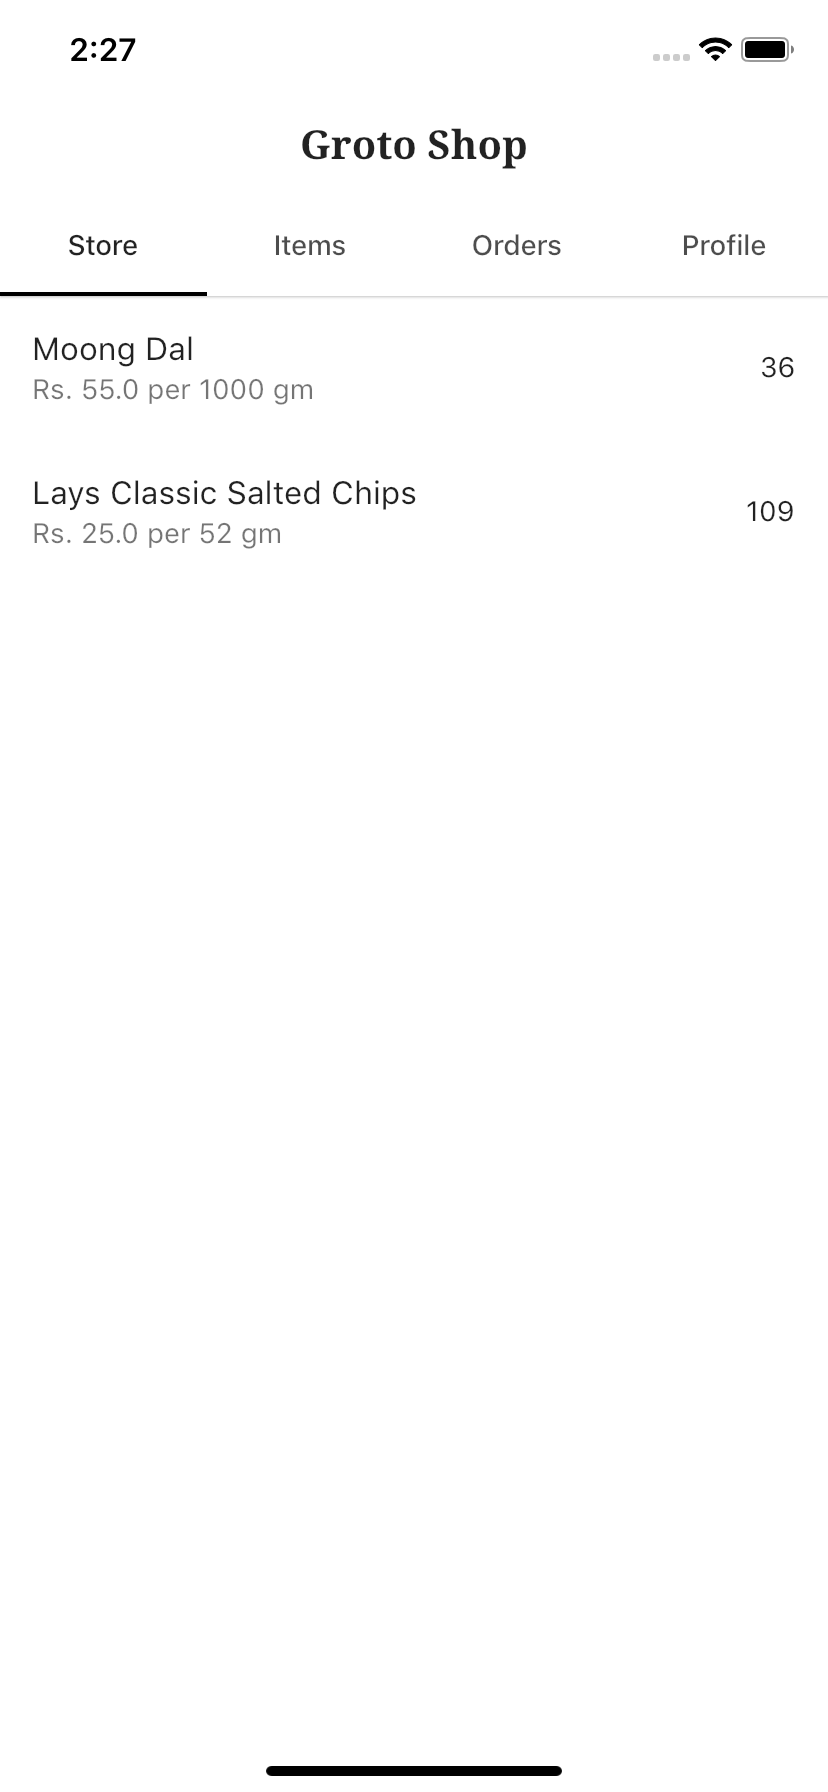 2:27
Groto Shop
Store Items Orders Profile
Moong Dal
Rs. 55.0 per 1000 gm
36
Lays Classic Salted Chips
Rs. 25.0 per 52 gm
109